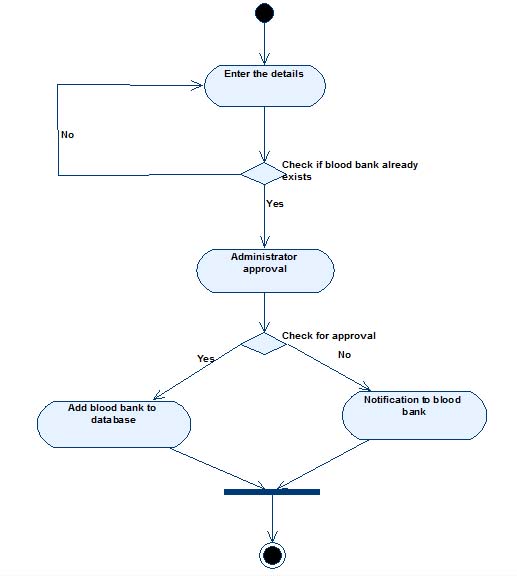 Enter the details
No
Check if blood bank already
exists
Yes
Administrator
approval
Check for approval
Yes
No
Add blood bank to
database
Notification to blood
bank